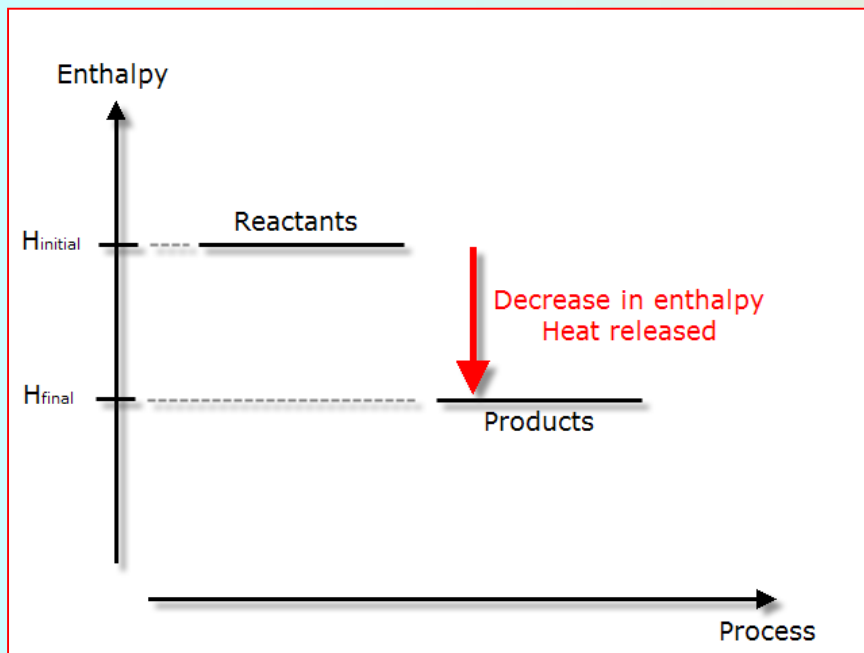 Enthalpy
Reactants
Hinitial
Decrease in enthalpy
Heat released
Hfinal
Products
Process